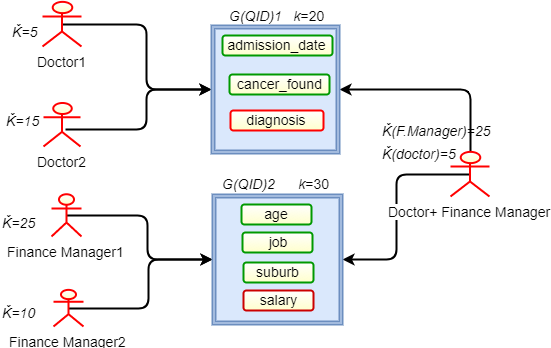 G(QID)1 k=20
Ǩ=5
Doctor1
admission_date
cancer_found
diagnosis
Ǩ=15
Doctor2
Ǩ(F.Manager)=25
Ǩ(doctor)=5
Doctor+ Finance Manager
G(QID)2 k=30
Ǩ=25
Finance Manager1
age
job
suburb
salary
Ǩ=10
Finance Manager2